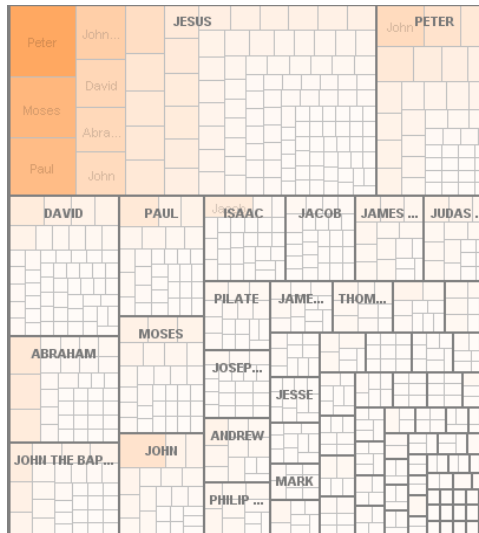 JESUS
PETER
Peter
John...
John
David
Moses
Abra...
Paul
John
DAVID
PAUL
ISAAC
Jacob
JACOB
JAMES ...
JUDAS ...
PILATE
JAME...
THOM...
MOSES
ABRAHAM
JOSEP...
JESSE
ANDREW
JOHN
JOHN THE BAP...
MARK
PHILIP ...